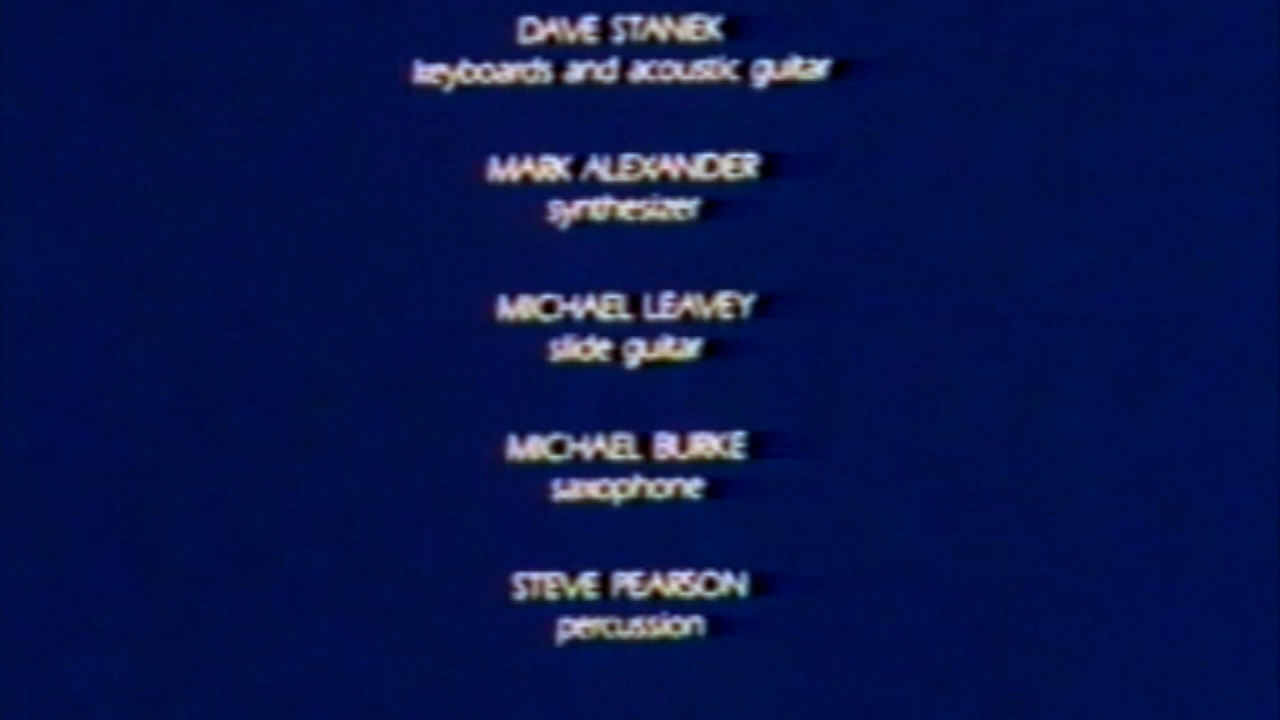 DAVE STANEK
keyboards and acoustic guitar
MARK ALEXANDER
synthesizer
MICHAEL LEAVEY
slide guitar
MICHAEL BURKE
saxophone
STEVE PEARSON
percussion